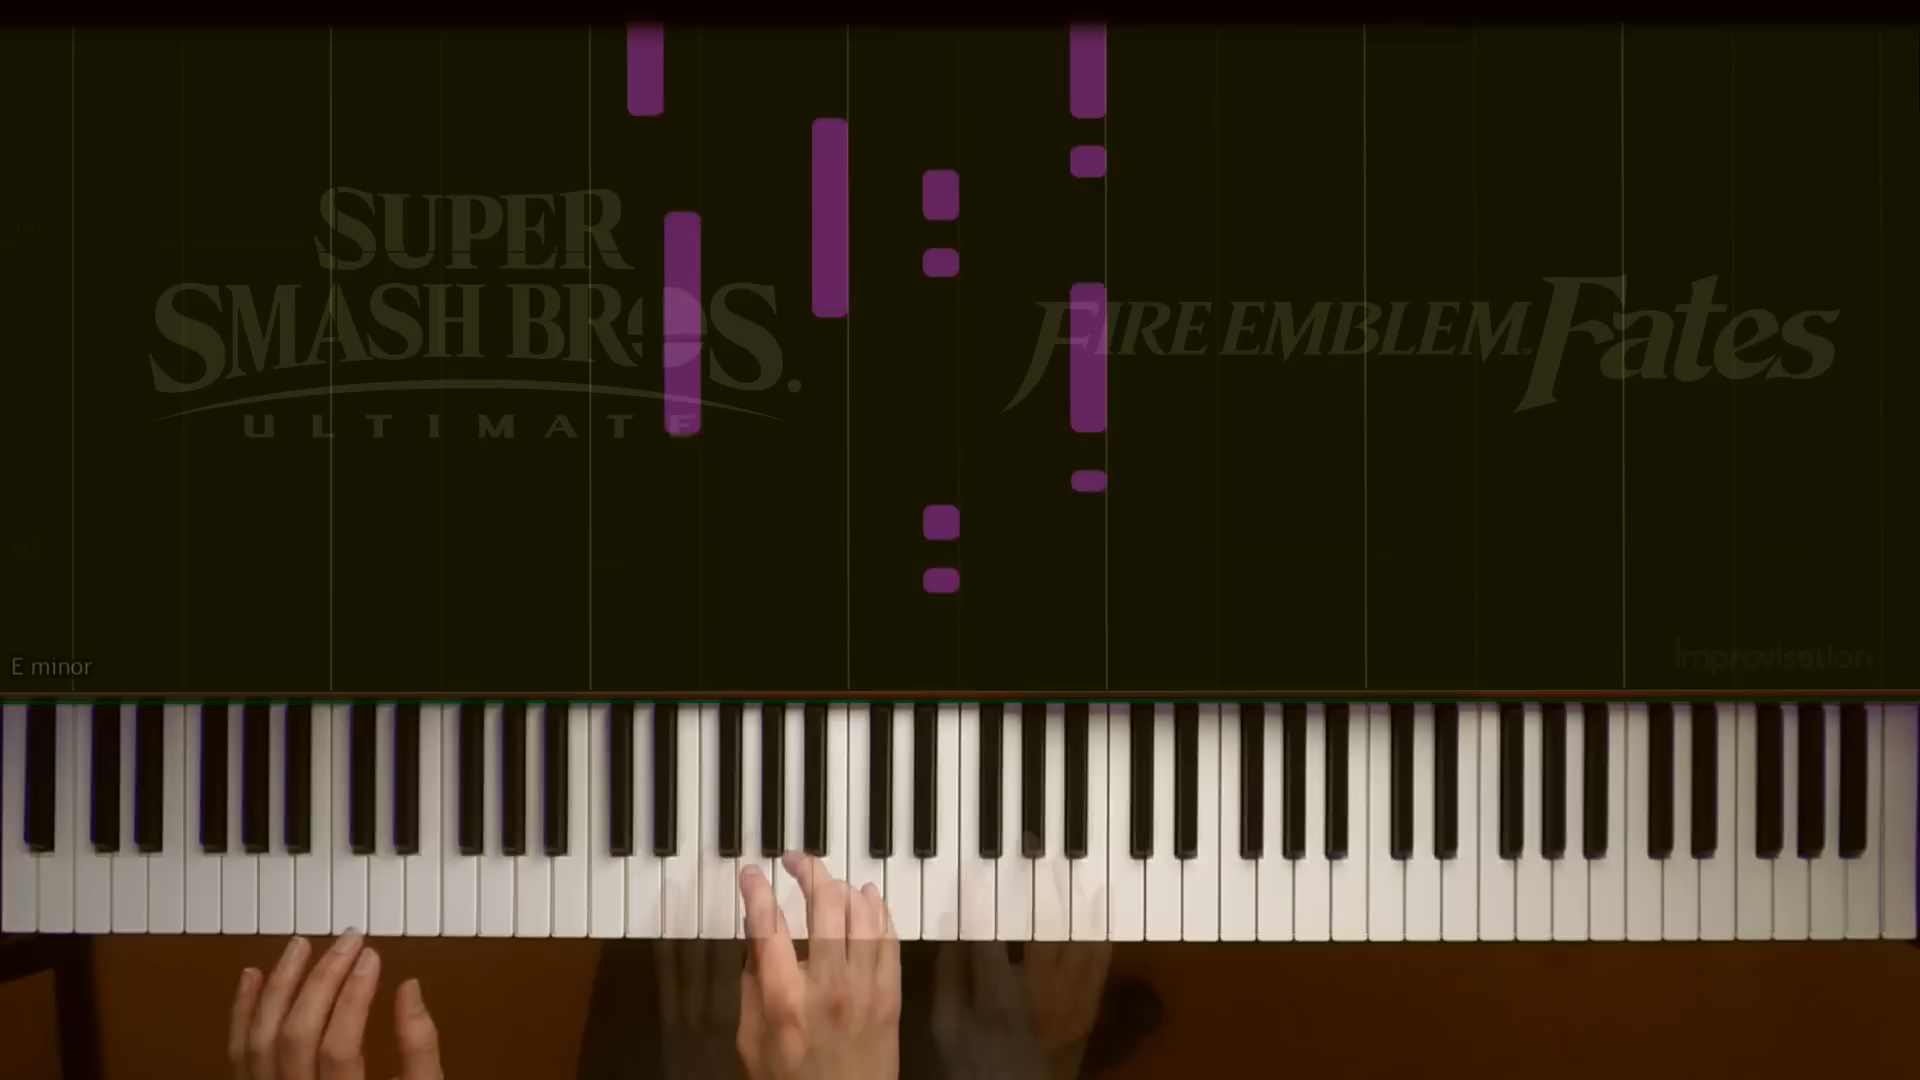 SUPER
SMASH BROS.
ULTIMATE
FIRE EMBLEM Fates
E minor
Improvisation